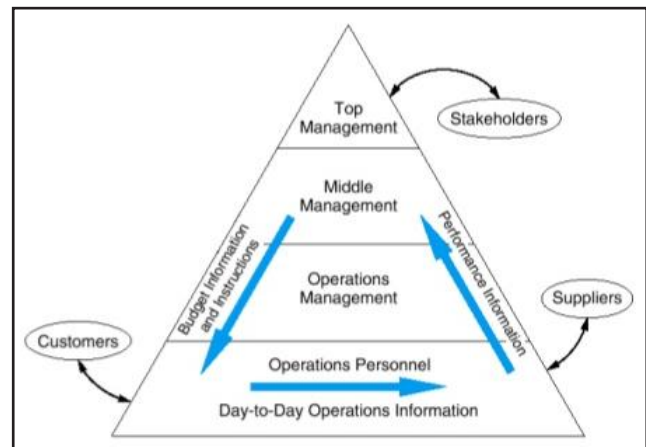 Top
Management
Stakeholders
Middle
Management
Budget Information
and Instructions
Performance Information
Operations
Management
Suppliers
Customers
Operations Personnel
Day-to-Day Operations Information